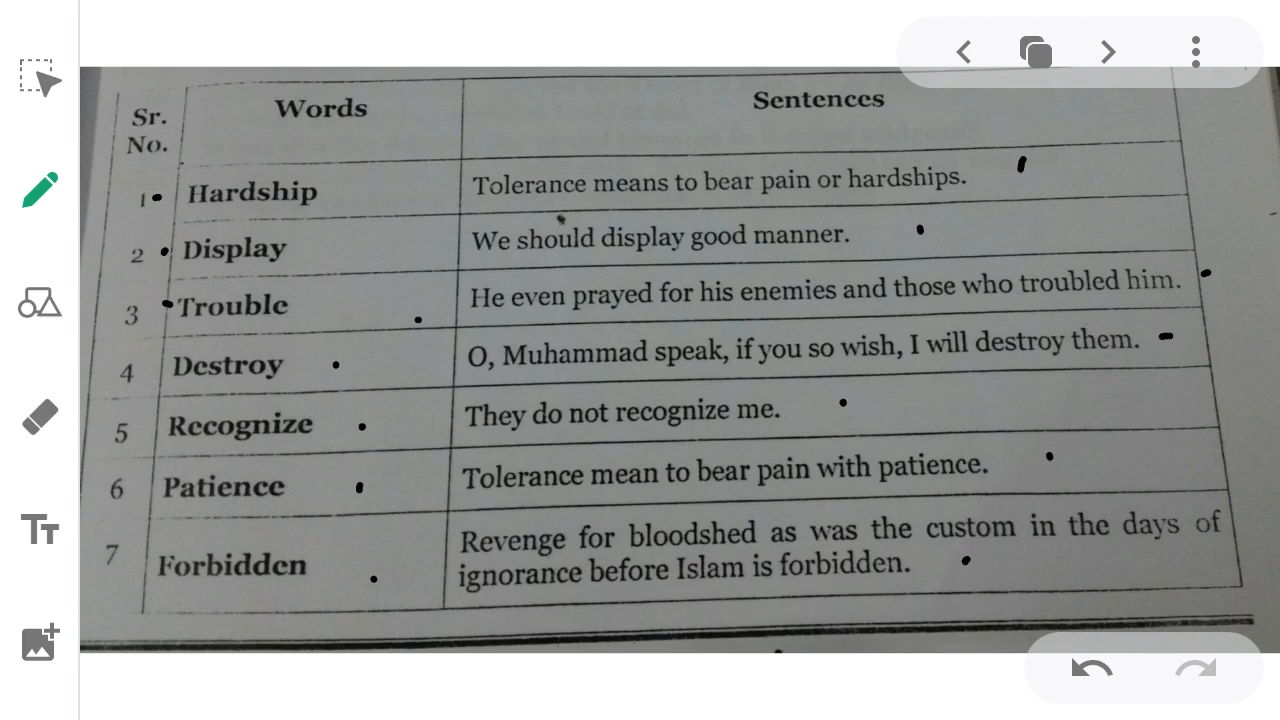 Sr. No. Words Sentences
1 Hardship Tolerance means to bear pain or hardships.
2 Display We should display good manner.
3 Trouble He even prayed for his enemies and those who troubled him.
4 Destroy O, Muhammad speak, if you so wish, I will destroy them.
5 Recognize They do not recognize me.
6 Patience Tolerance mean to bear pain with patience.
7 Forbidden Revenge for bloodshed as was the custom in the days of
ignorance before Islam is forbidden.
TT